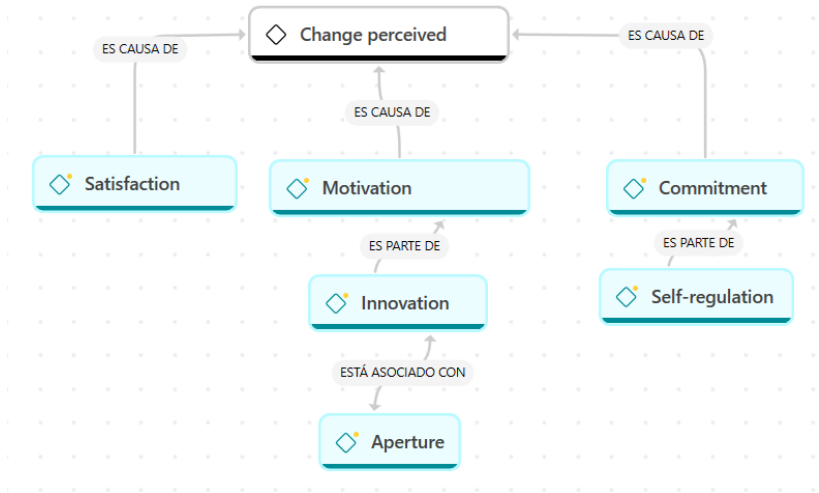 Change perceived
ES CAUSA DE
ES CAUSA DE
ES CAUSA DE
Satisfaction
Motivation
Commitment
ES PARTE DE
ES PARTE DE
Innovation
Self-regulation
ESTÁ ASOCIADO CON
Aperture